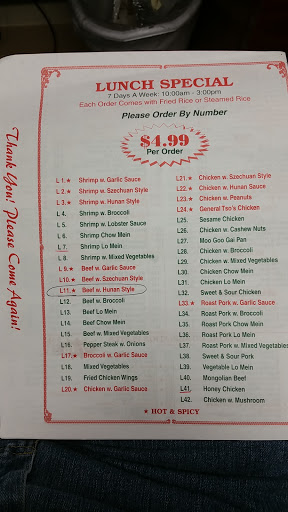 LUNCH SPECIAL
7 Days A Week: 10:00am - 3:00pm
Each Order Comes with Fried Rice or Steamed Rice
Please Order By Number
$4.99
Per Order
L 1.★ Shrimp w. Garlic Sauce
L 2.★ Shrimp w. Szechuan Style
L 3.★ Shrimp w. Hunan Style
L 4. Shrimp w. Broccoli
L 5. Shrimp w. Lobster Sauce
L 6. Shrimp Chow Mein
L 7. Shrimp Lo Mein
L 8. Shrimp w. Mixed Vegetables
L 9.★ Beef w. Garlic Sauce
L10.★ Beef w. Szechuan Style
L11.★ Beef w. Hunan Style
L12. Beef w. Broccoli
L13. Beef Lo Mein
L14. Beef Chow Mein
L15. Beef w. Mixed Vegetables
L16. Pepper Steak w. Onions
L17.★ Broccoli w. Garlic Sauce
L18. Mixed Vegetables
L19. Fried Chicken Wings
L20.★ Chicken w. Garlic Sauce
L21.★ Chicken w. Szechuan Style
L22.★ Chicken w. Hunan Sauce
L23.★ Chicken w. Peanuts
L24.★ General Tso's Chicken
L25. Sesame Chicken
L26. Chicken w. Cashew Nuts
L27. Moo Goo Gai Pan
L28. Chicken w. Broccoli
L29. Chicken w. Mixed Vegetables
L30. Chicken Chow Mein
L31. Chicken Lo Mein
L32. Sweet & Sour Chicken
L33.★ Roast Pork w. Garlic Sauce
L34. Roast Pork w. Broccoli
L35. Roast Pork Chow Mein
L36. Roast Pork Lo Mein
L37. Roast Pork w. Mixed Vegetables
L38. Sweet & Sour Pork
L39. Vegetable Lo Mein
L40. Mongolian Beef
L41. Honey Chicken
L42. Chicken w. Mushroom
★ HOT & SPICY
Thank You! Please Come Again!